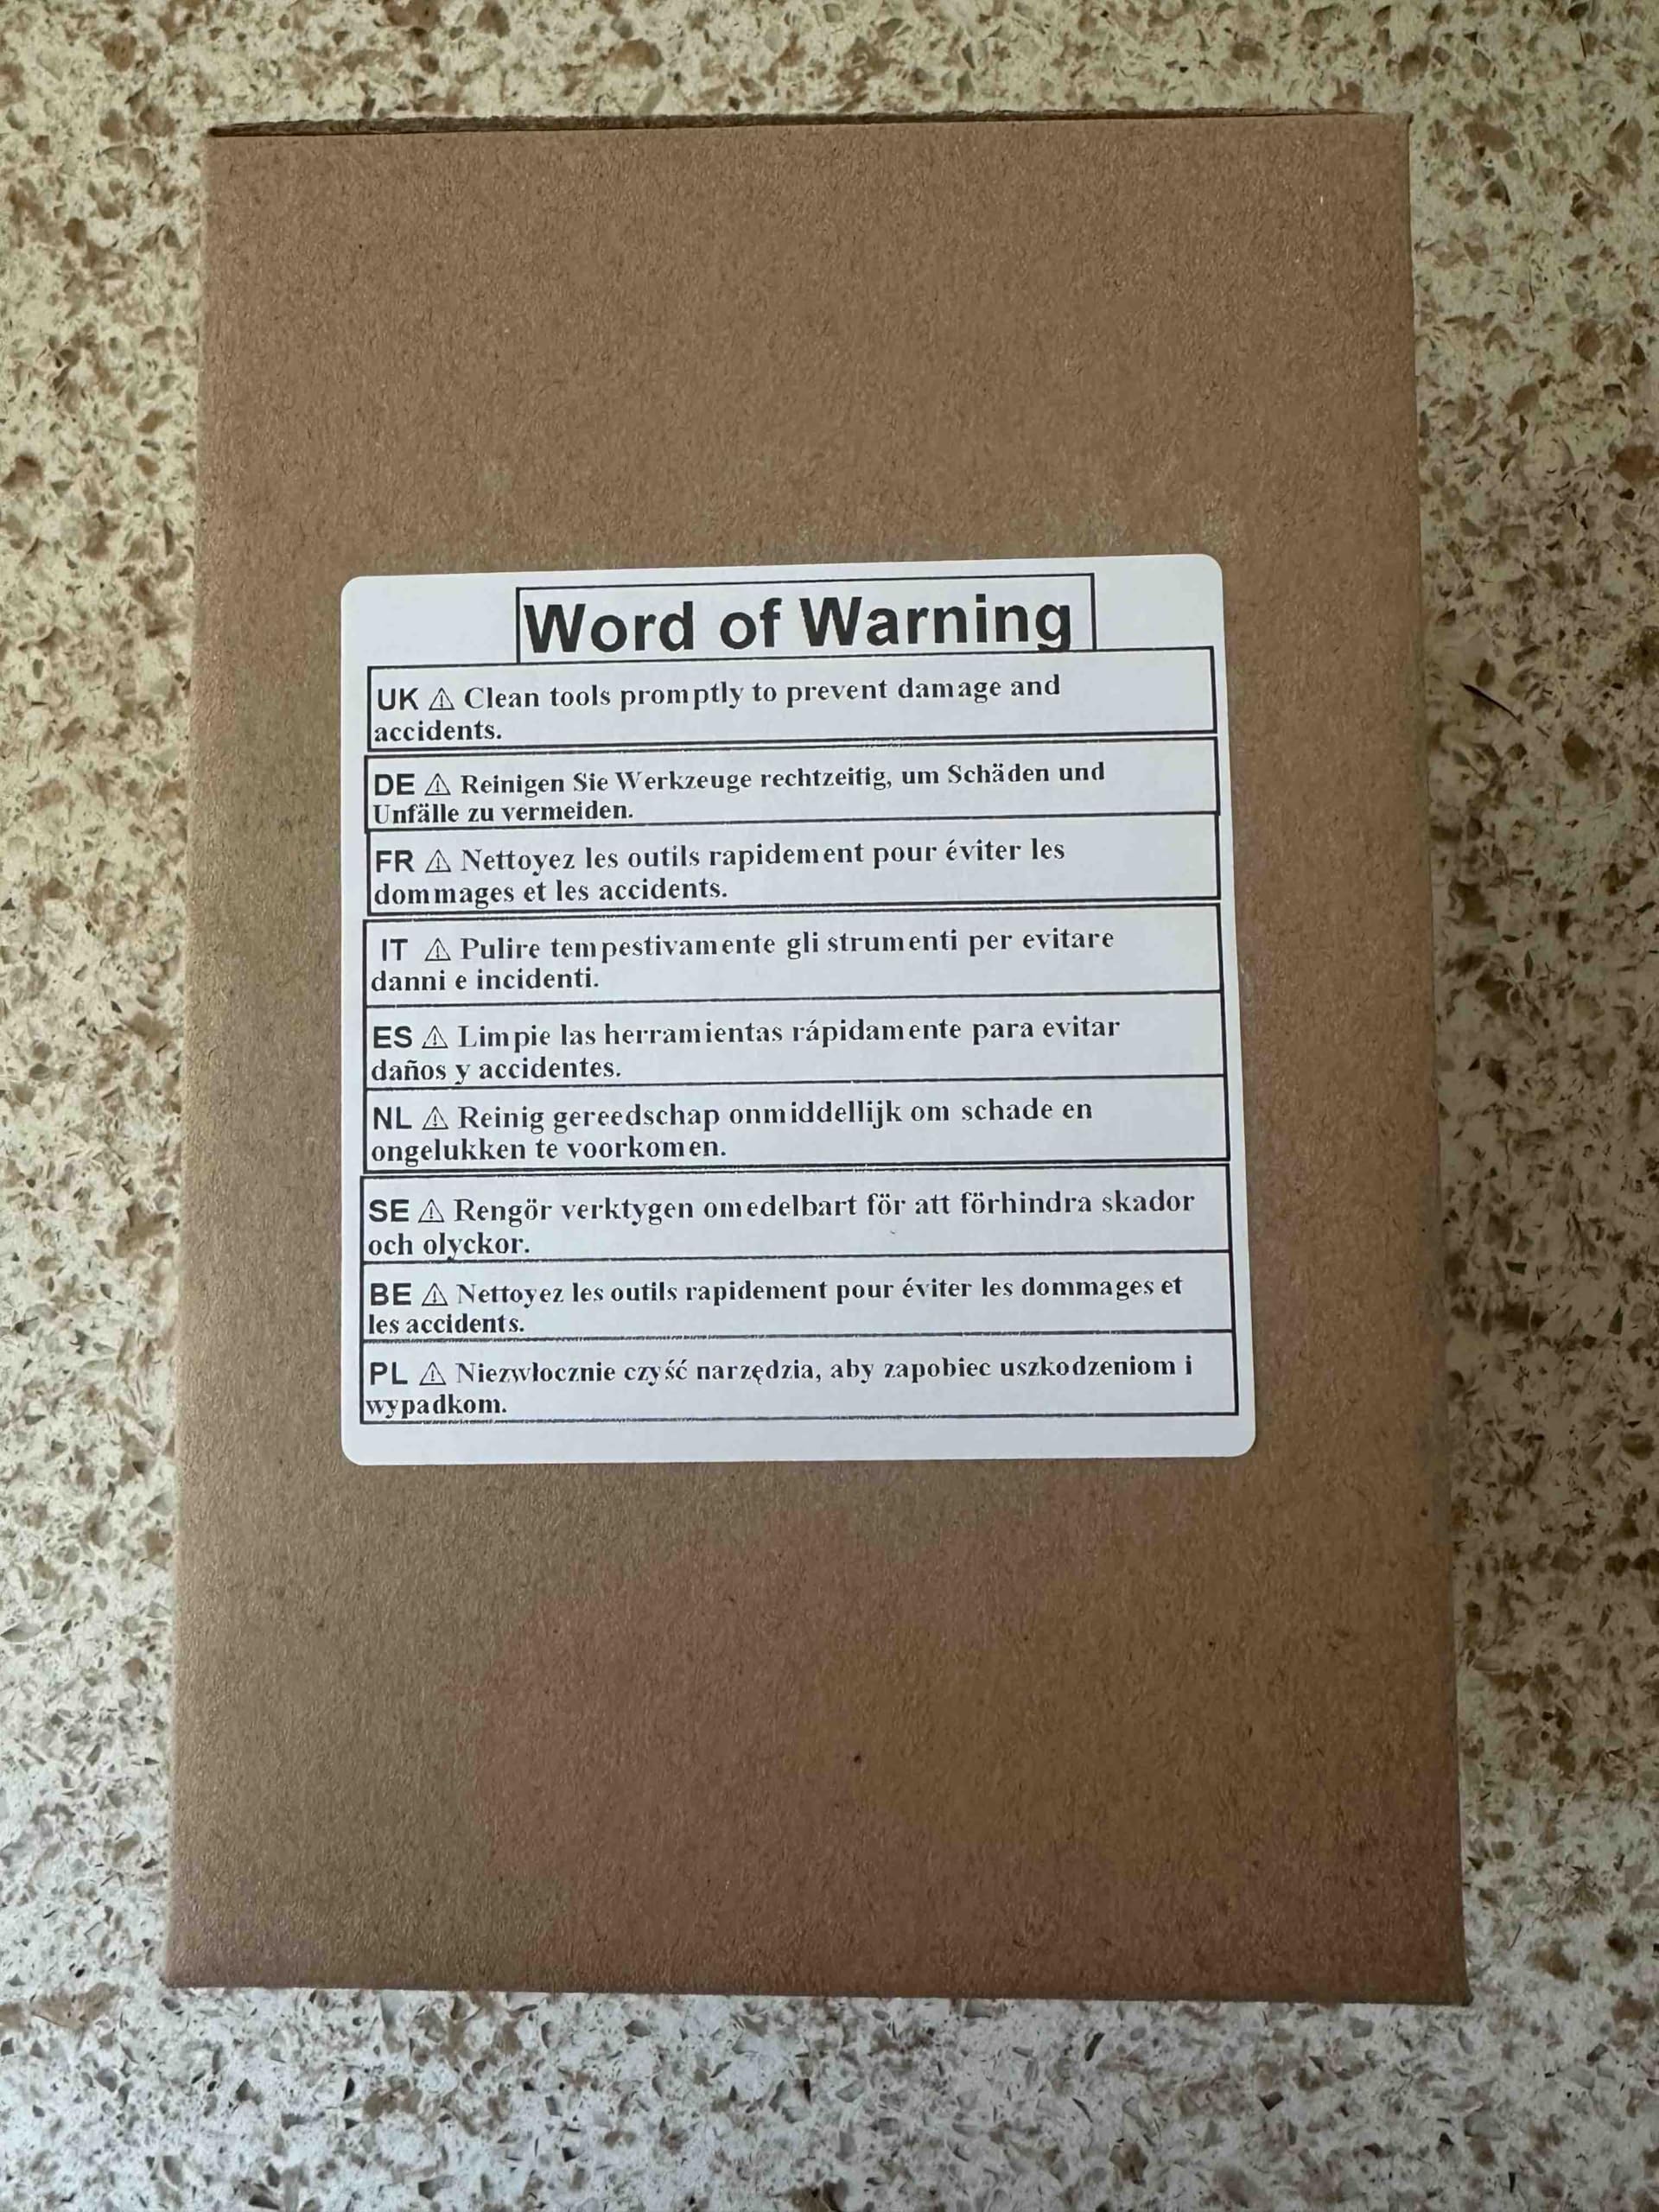 Word of Warning
UK ⚠ Clean tools promptly to prevent damage and
accidents.
DE ⚠ Reinigen Sie Werkzeuge rechtzeitig, um Schäden und
Unfälle zu vermeiden.
FR ⚠ Nettoyez les outils rapidement pour éviter les
dommages et les accidents.
IT ⚠ Pulire tempestivamente gli strumenti per evitare
danni e incidenti.
ES ⚠ Limpie las herramientas rápidamente para evitar
daños y accidentes.
NL ⚠ Reinig gereedschap onmiddellijk om schade en
ongelukken te voorkomen.
SE ⚠ Rengör verktygen omedelbart för att förhindra skador
och olyckor.
BE ⚠ Nettoyez les outils rapidement pour éviter les dommages et
les accidents.
PL ⚠ Niezwłocznie czyść narzędzia, aby zapobiec uszkodzeniom i
wypadkom.